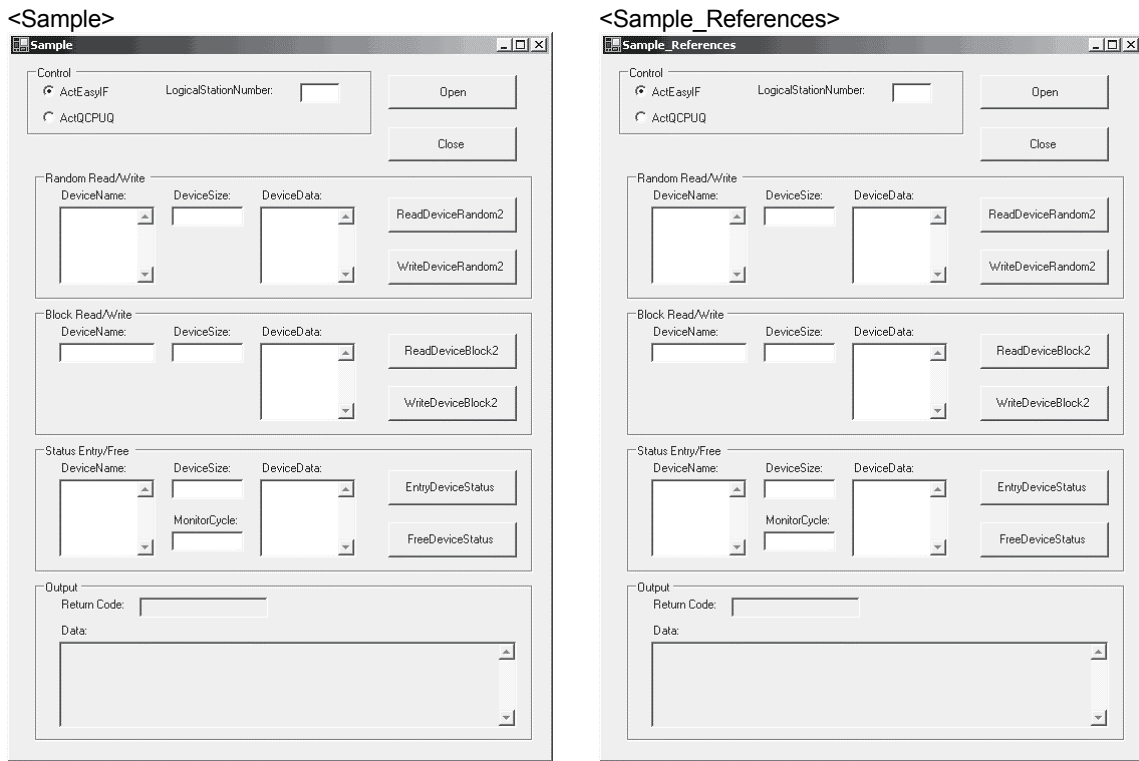 <Sample>
Sample
Control
ActEasyIF
LogicalStationNumber:
Open
ActQCPUQ
Close
Random Read/Write
DeviceName:
DeviceSize:
DeviceData:
ReadDeviceRandom2
WriteDeviceRandom2
Block Read/Write
DeviceName:
DeviceSize:
DeviceData:
ReadDeviceBlock2
WriteDeviceBlock2
Status Entry/Free
DeviceName:
DeviceSize:
DeviceData:
EntryDeviceStatus
MonitorCycle:
FreeDeviceStatus
Output
Return Code:
Data:
<Sample_References>
Sample_References
Control
ActEasyIF
LogicalStationNumber:
Open
ActQCPUQ
Close
Random Read/Write
DeviceName:
DeviceSize:
DeviceData:
ReadDeviceRandom2
WriteDeviceRandom2
Block Read/Write
DeviceName:
DeviceSize:
DeviceData:
ReadDeviceBlock2
WriteDeviceBlock2
Status Entry/Free
DeviceName:
DeviceSize:
DeviceData:
EntryDeviceStatus
MonitorCycle:
FreeDeviceStatus
Output
Return Code:
Data: